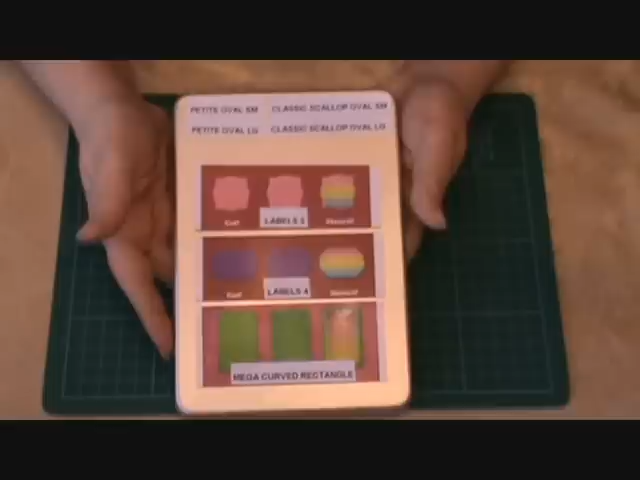 PETITE OVAL SM CLASSIC SCALLOP OVAL SM
PETITE OVAL LG CLASSIC SCALLOP OVAL LG
LABELS 1
LABELS 4
MEGA CURVED RECTANGLE